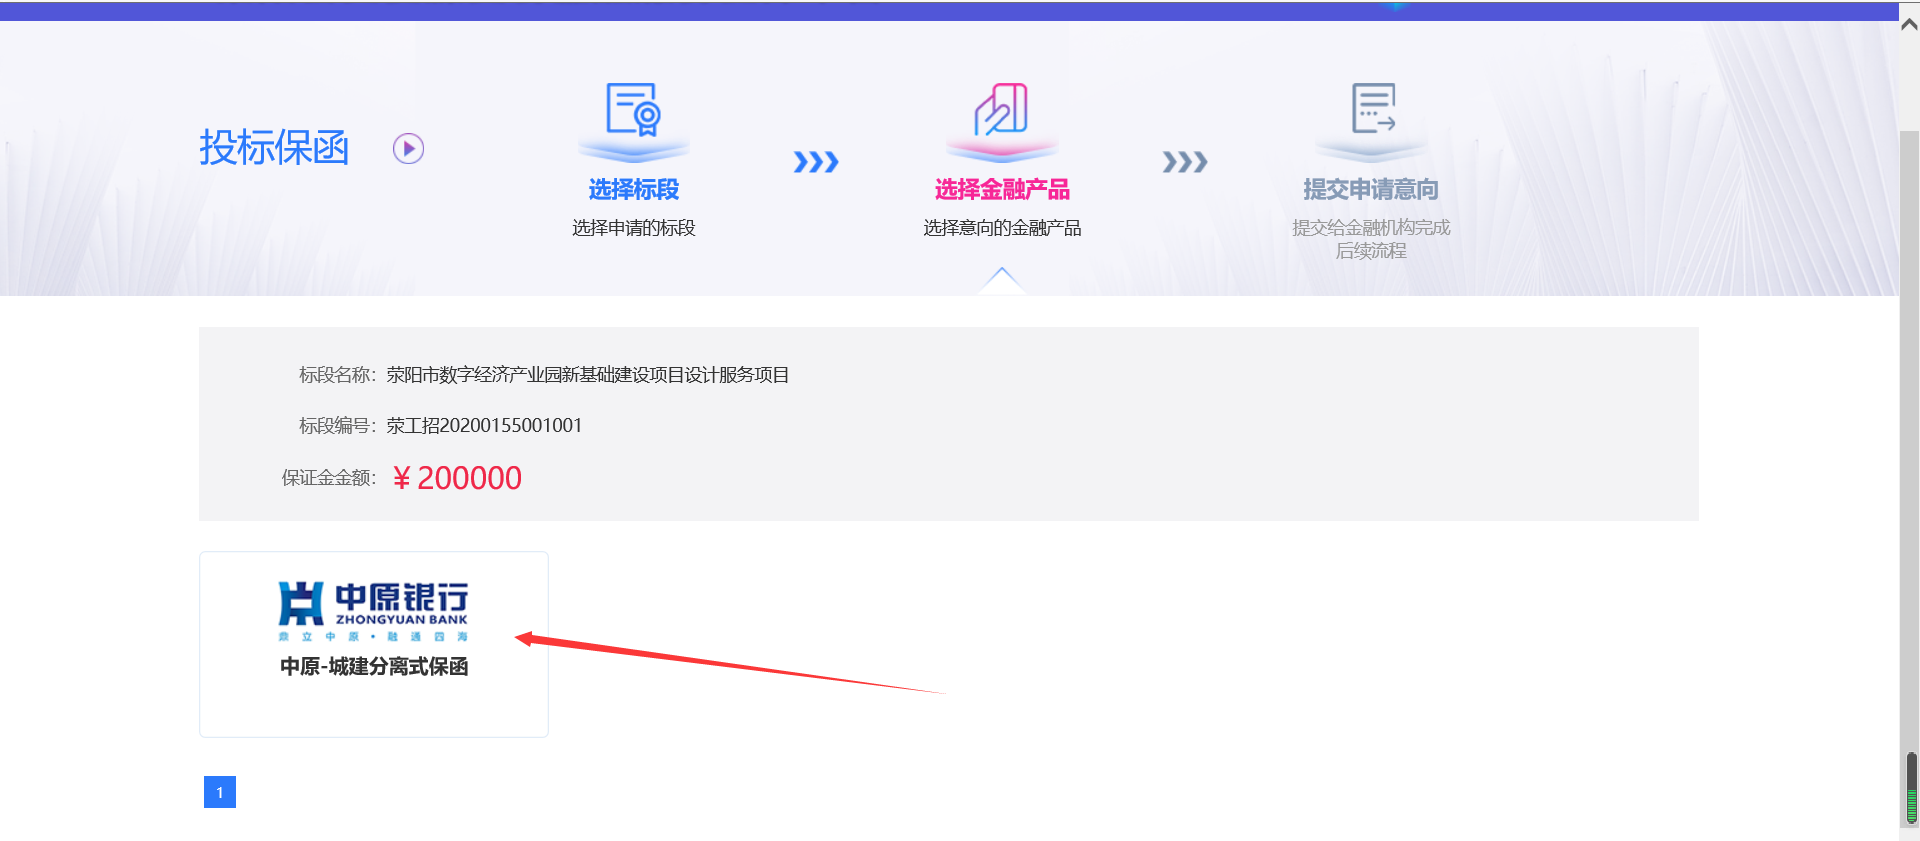 投标保函
选择标段
选择申请的标段
选择金融产品
选择意向的金融产品
提交申请意向
提交给金融机构完成
后续流程
标段名称：荥阳市数字经济产业园新基础建设项目设计服务项目
标段编号：荥工招20200155001001
保证金金额：¥ 200000
中原银行
ZHONGYUAN BANK
鼎立中原·融通四海
中原-城建分离式保函
1